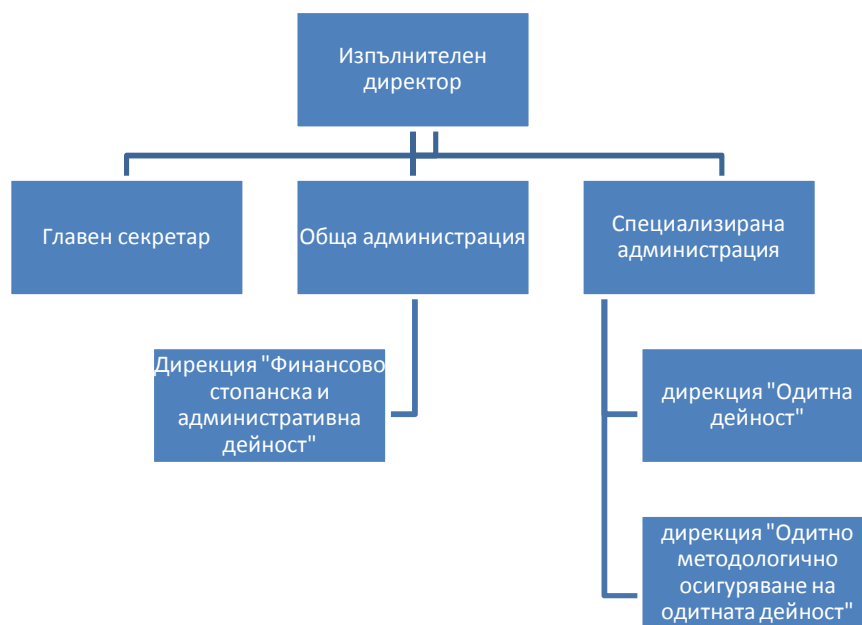 Изпълнителен
директор
Главен секретар
Обща администрация
Специализирана
администрация
Дирекция "Финансово
стопанска и
административна
дейност"
дирекция "Одитна
дейност"
дирекция "Одитно
методологично
осигуряване на
одитната дейност"